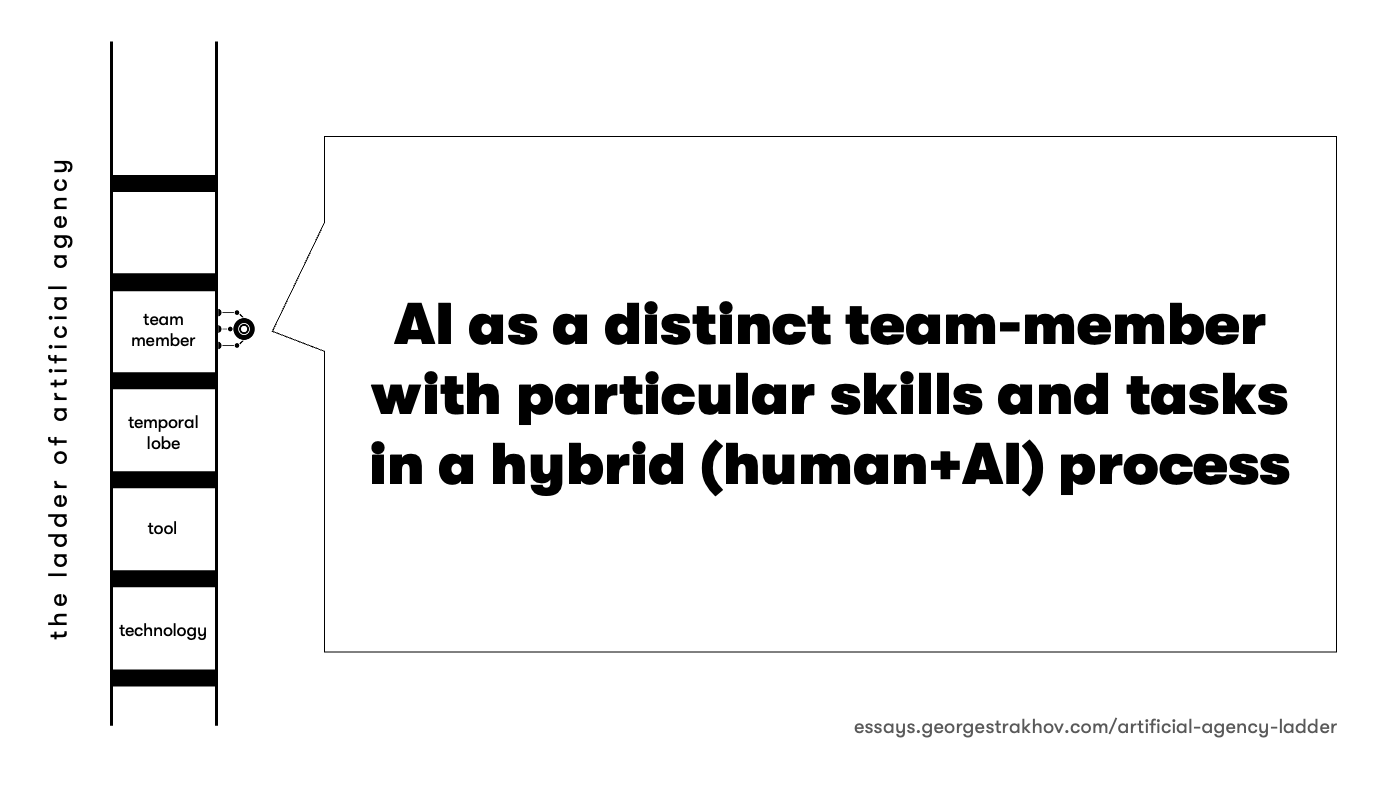 the ladder of artificial agency
team
member
temporal
lobe
tool
technology
AI as a distinct team-member
with particular skills and tasks
in a hybrid (human+AI) process
essays.georgestrakhov.com/artificial-agency-ladder